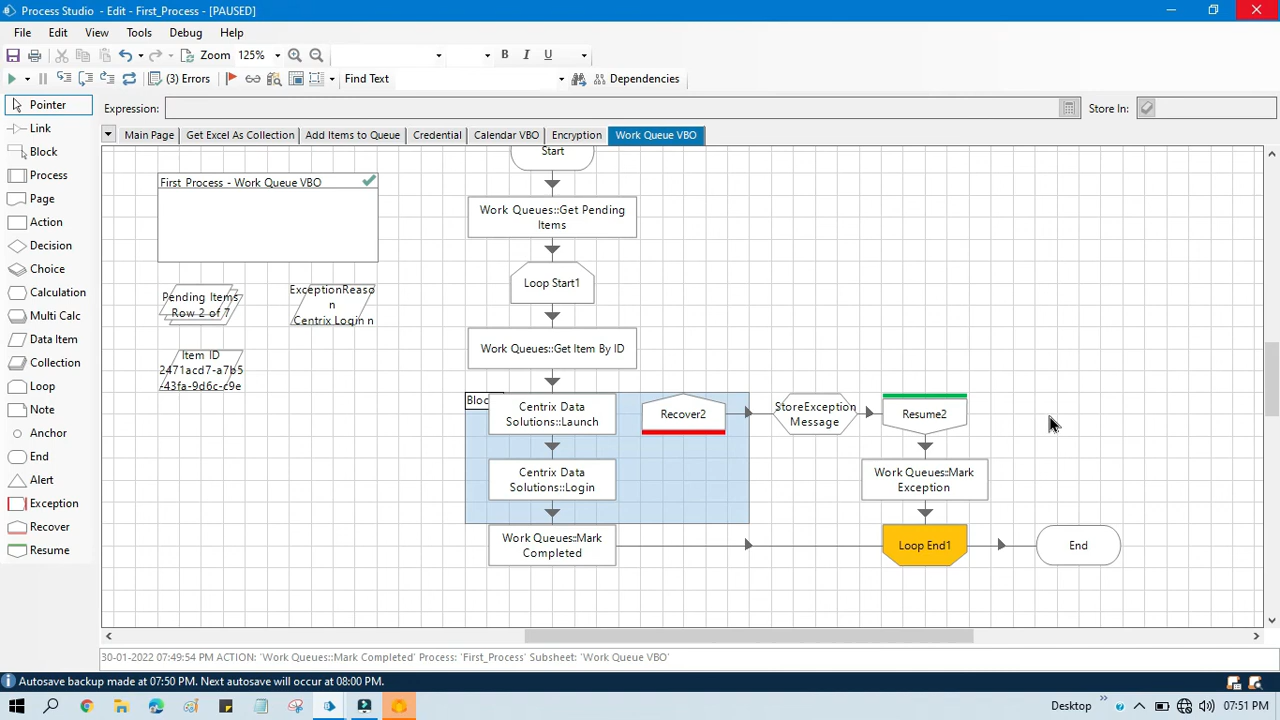 Process Studio - Edit - First_Process - [PAUSED]
File Edit View Tools Debug Help
Zoom 125% B I U
(3) Errors Find Text Dependencies
Pointer
Expression: Store In:
Link
Main Page Get Excel As Collection Add Items to Queue Credential Calendar VBO Encryption Work Queue VBO
Block
Process
Page
Action
Decision
Choice
Calculation
Multi Calc
Data Item
Collection
Loop
Note
Anchor
End
Alert
Exception
Recover
Resume
Start
First_Process - Work Queue VBO
Work Queues::Get Pending
Items
Pending Items
Row 2 of 7
ExceptionReaso
n
Centrix Login n
Item ID
2471acd7-a7b5
-43fa-9d6c-c9e
Loop Start1
Work Queues::Get Item By ID
Bloc
Centrix Data
Solutions::Launch
Recover2
StoreException
Message
Resume2
Centrix Data
Solutions::Login
Work Queues::Mark
Exception
Work Queues::Mark
Completed
Loop End1
End
30-01-2022 07:49:54 PM ACTION: 'Work Queues::Mark Completed' Process: 'First_Process' Subsheet: 'Work Queue VBO'
Autosave backup made at 07:50 PM. Next autosave will occur at 08:00 PM.
Desktop 07:51 PM